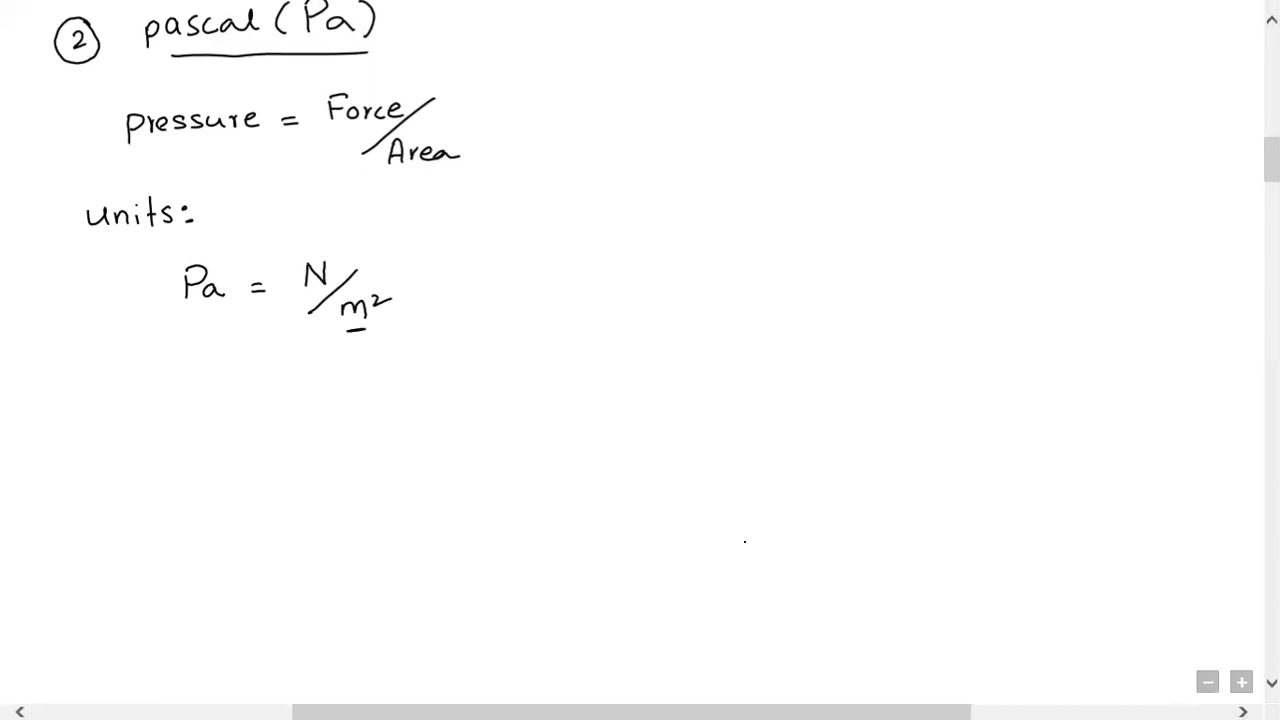 ② pascal (Pa)
pressure = Force/Area
units:
Pa = N/m²